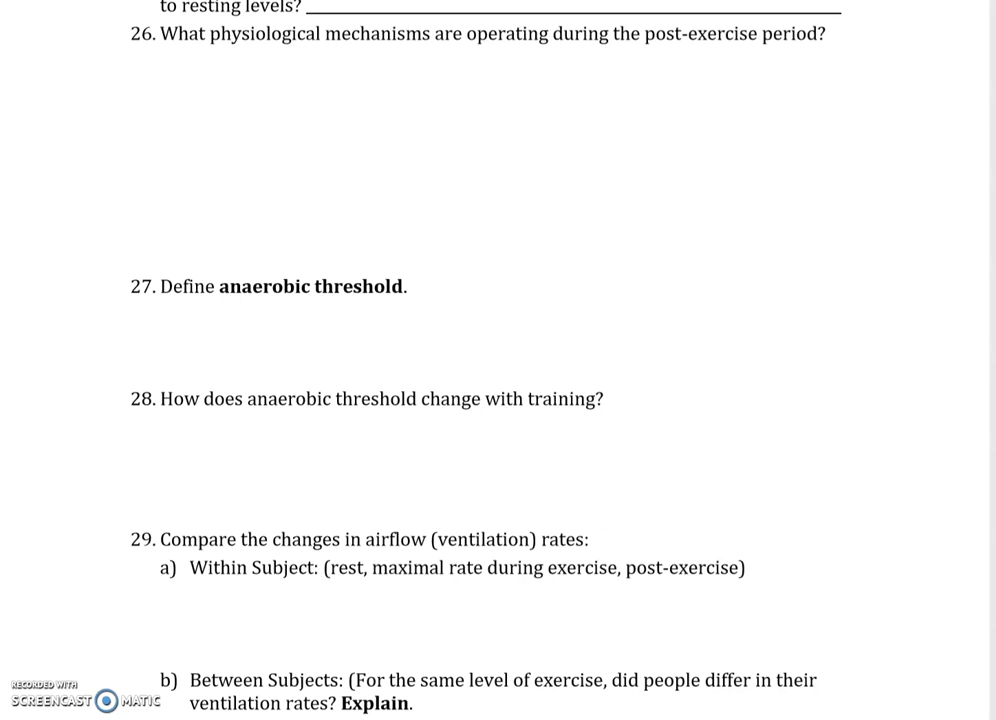 to resting levels? ____________________
26. What physiological mechanisms are operating during the post-exercise period?
27. Define anaerobic threshold.
28. How does anaerobic threshold change with training?
29. Compare the changes in airflow (ventilation) rates:
a) Within Subject: (rest, maximal rate during exercise, post-exercise)
b) Between Subjects: (For the same level of exercise, did people differ in their
ventilation rates? Explain.
RECORDED WITH
SCREENCAST MATIC